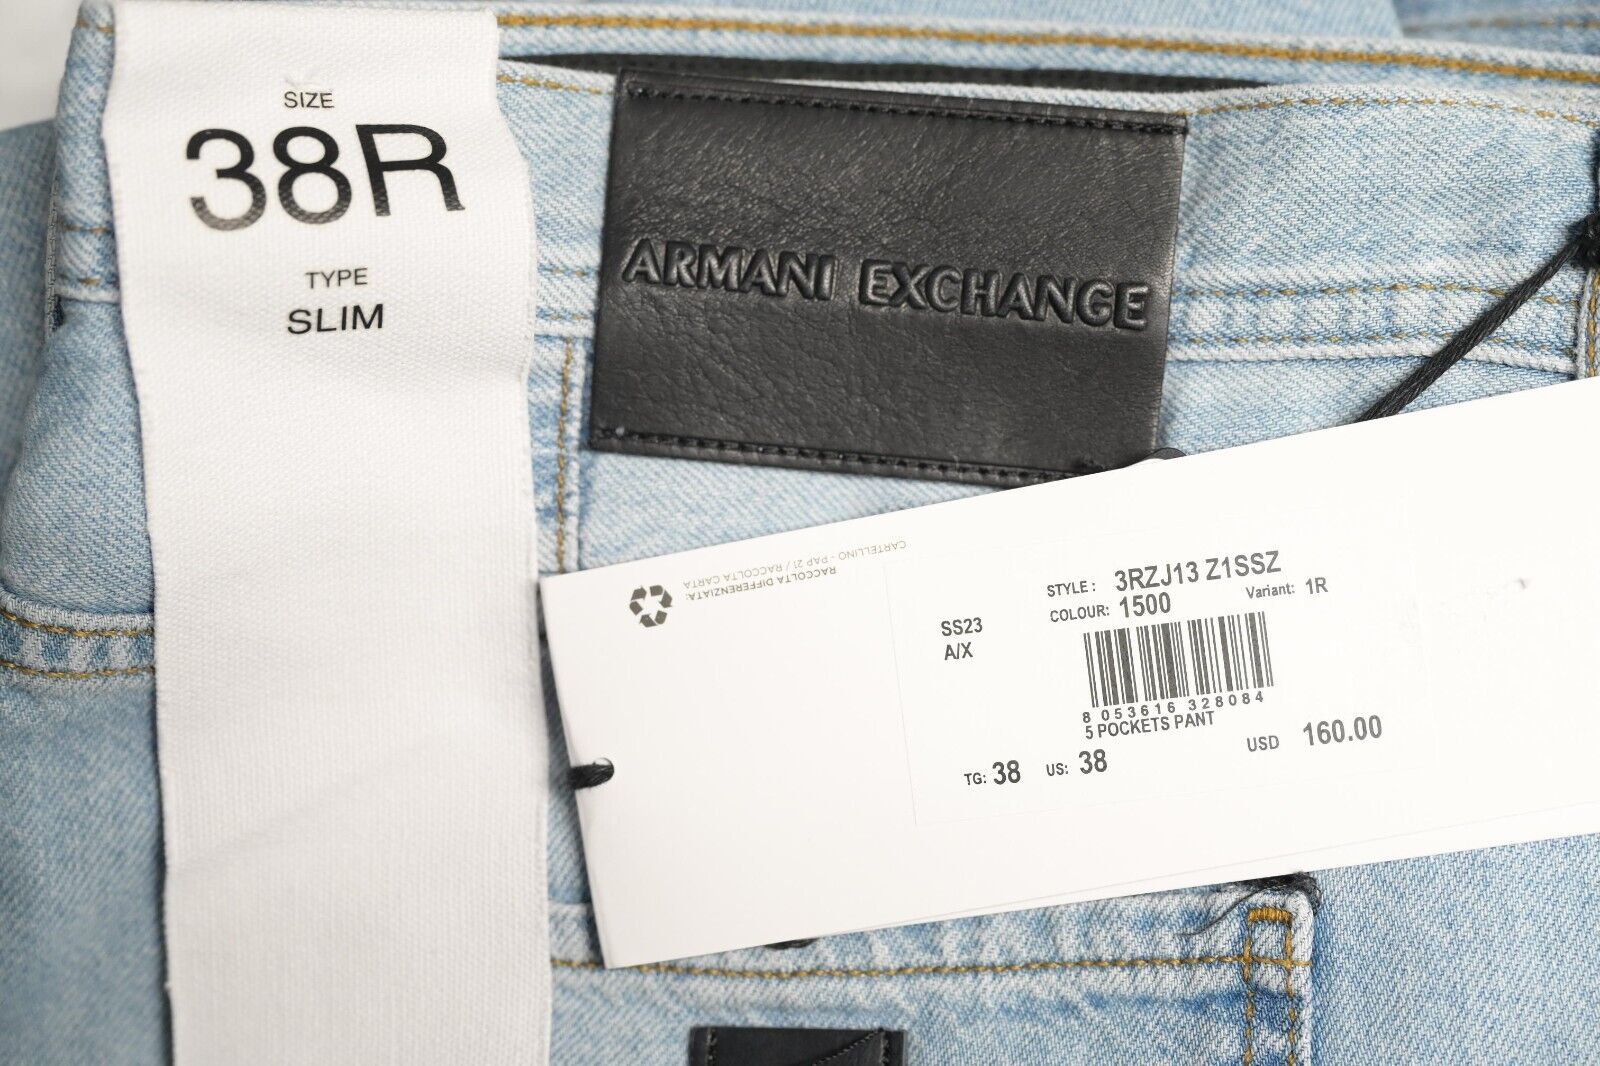 SIZE
38R
TYPE
SLIM
ARMANI EXCHANGE
RACCOLTA DIFFERENZIATA:
CARTELLINO - PAP 21 / RACCOLTA CARTA
SS23
A/X
STYLE: 3RZJ13 Z1SSZ
COLOUR: 1500 Variant: 1R
8 053616 328084
5 POCKETS PANT
TG: 38 US: 38 USD 160.00